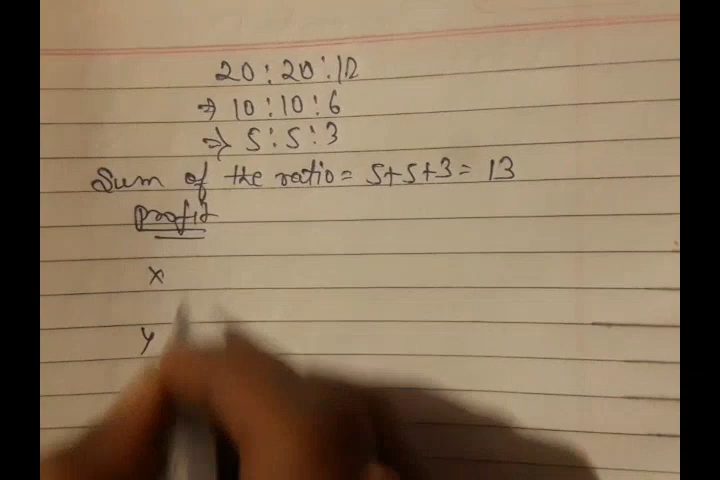 20:20:12
⇒ 10:10:6
⇒ 5:5:3
Sum of the ratio = 5+5+3 = 13
Profit
X
Y